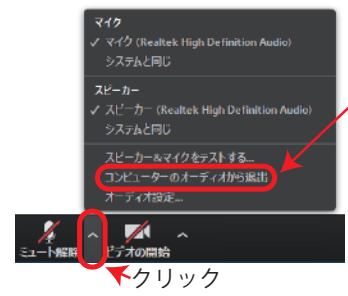 マイク
✓ マイク (Realtek High Definition Audio)
システムと同じ
スピーカー
✓ スピーカー (Realtek High Definition Audio)
システムと同じ
スピーカー&マイクをテストする...
コンピューターのオーディオから退出
オーディオ設定...
ミュート解除 ビデオの開始
クリック